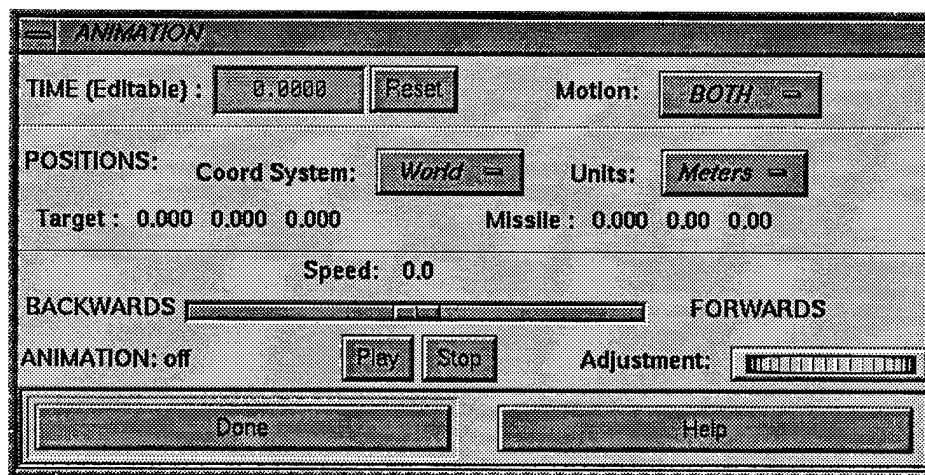 ANIMATION
TIME (Editable) : 0.0000 Reset Motion: BOTH
POSITIONS: Coord System: World Units: Meters
Target : 0.000 0.000 0.000 Missile : 0.000 0.00 0.00
Speed: 0.0
BACKWARDS FORWARDS
ANIMATION: off Play Stop Adjustment:
Done Help